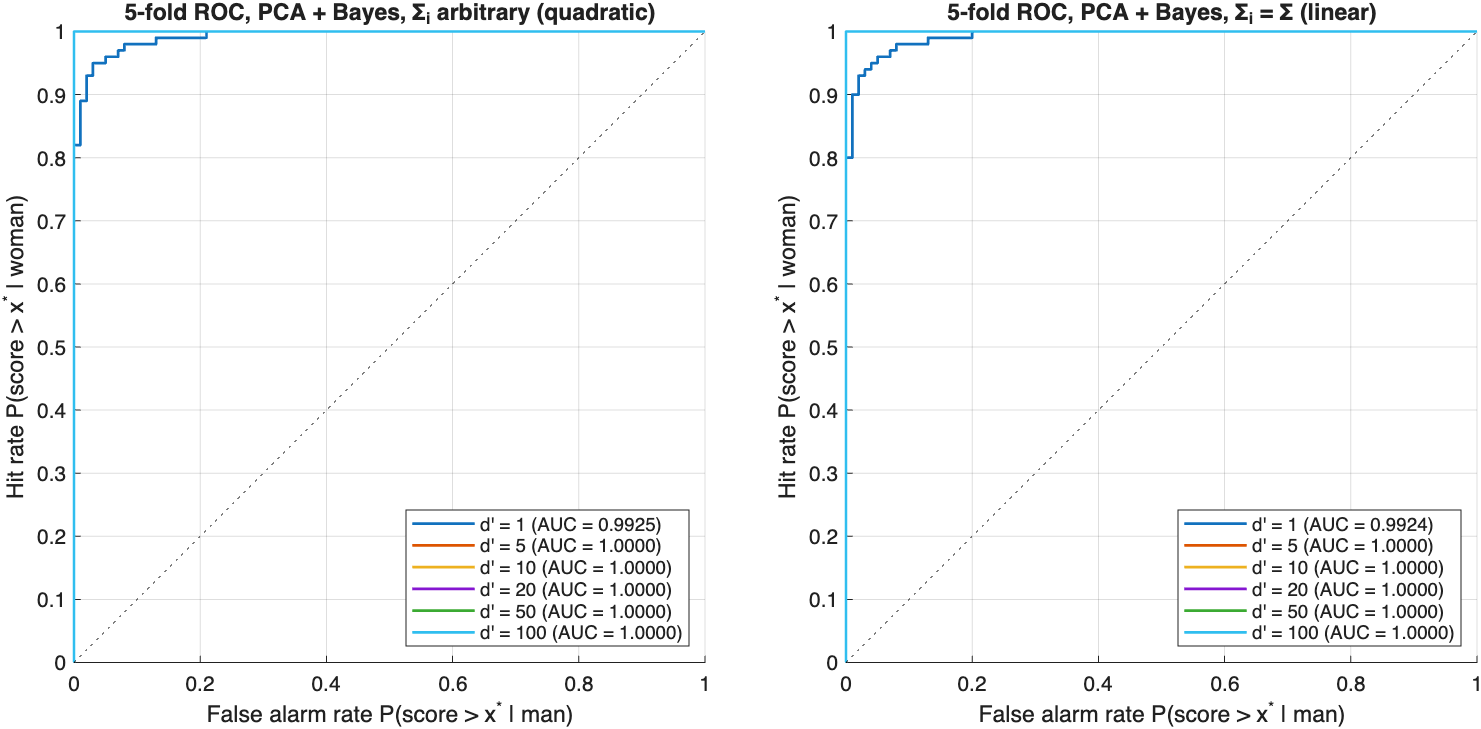 5-fold ROC, PCA + Bayes, Σi arbitrary (quadratic)
Hit rate P(score > x* | woman)
1
0.9
0.8
0.7
0.6
0.5
0.4
0.3
0.2
0.1
0
d' = 1 (AUC = 0.9925)
d' = 5 (AUC = 1.0000)
d' = 10 (AUC = 1.0000)
d' = 20 (AUC = 1.0000)
d' = 50 (AUC = 1.0000)
d' = 100 (AUC = 1.0000)
0 0.2 0.4 0.6 0.8 1
False alarm rate P(score > x* | man)
5-fold ROC, PCA + Bayes, Σi = Σ (linear)
Hit rate P(score > x* | woman)
1
0.9
0.8
0.7
0.6
0.5
0.4
0.3
0.2
0.1
0
d' = 1 (AUC = 0.9924)
d' = 5 (AUC = 1.0000)
d' = 10 (AUC = 1.0000)
d' = 20 (AUC = 1.0000)
d' = 50 (AUC = 1.0000)
d' = 100 (AUC = 1.0000)
0 0.2 0.4 0.6 0.8 1
False alarm rate P(score > x* | man)